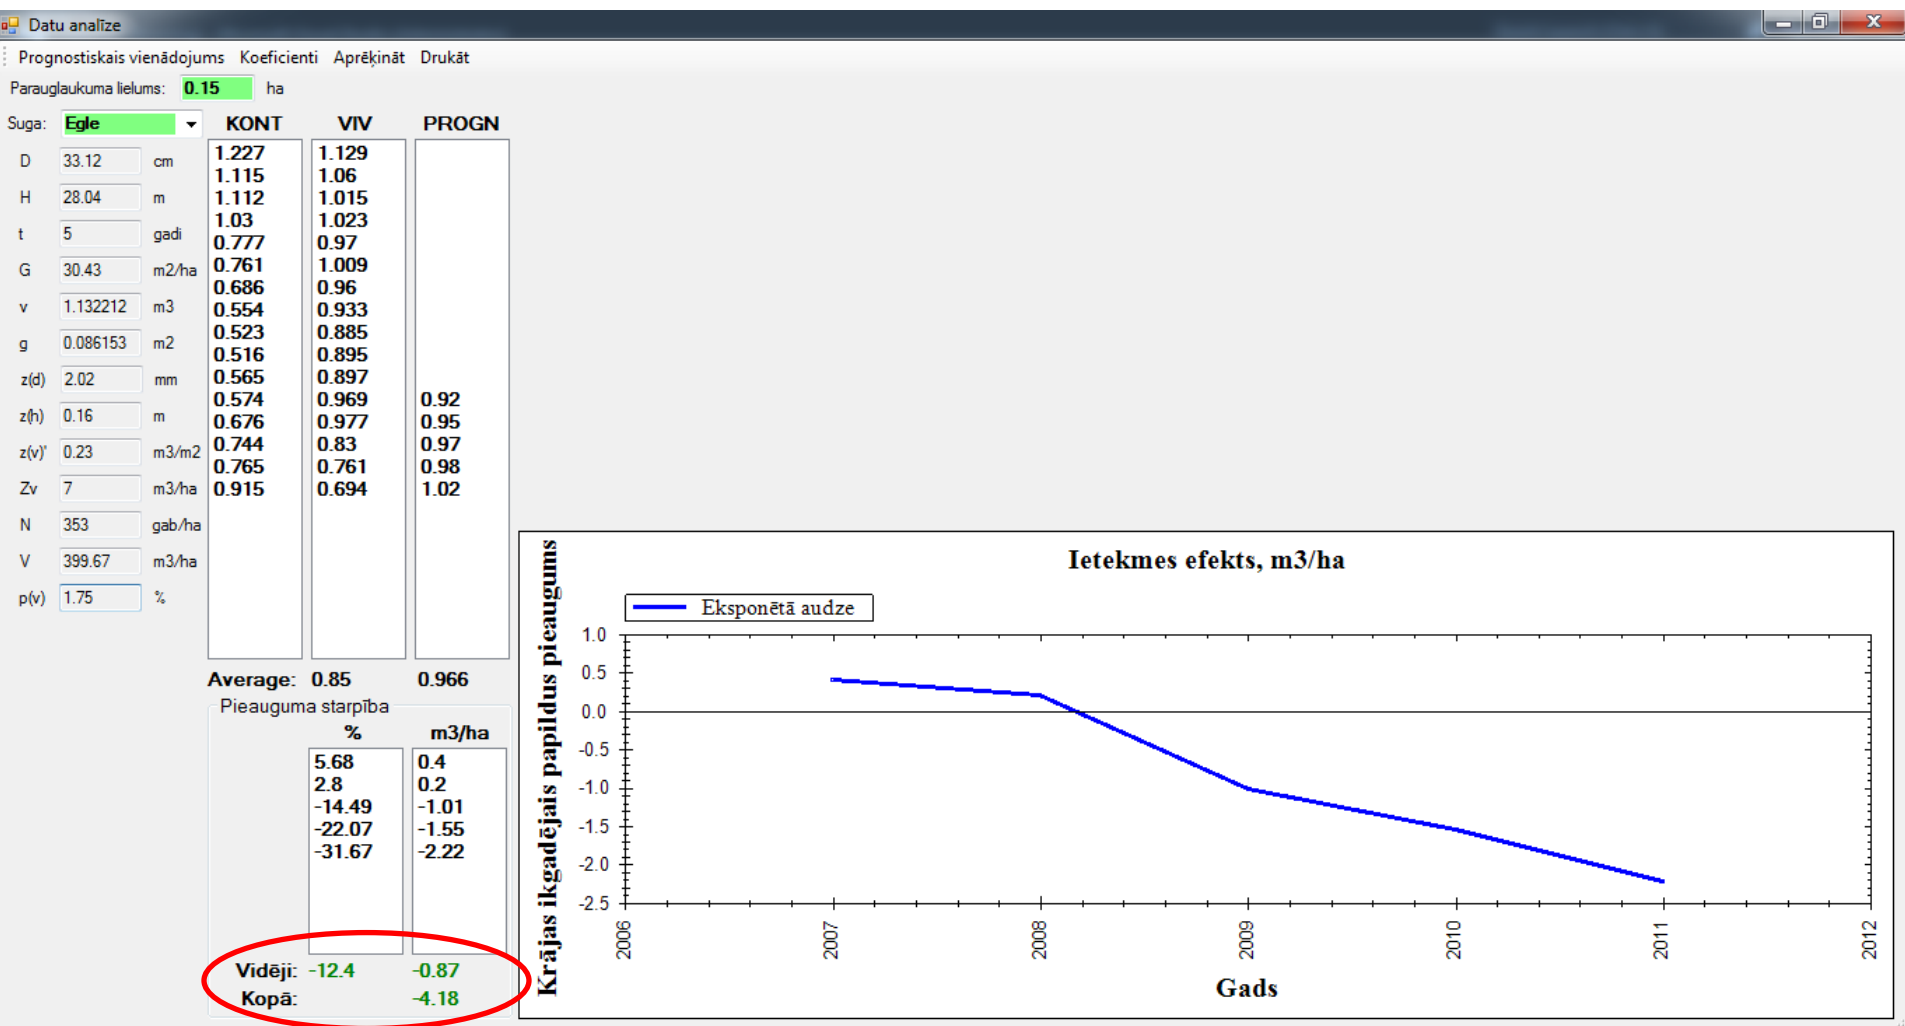 Datu analīze
Prognostiskais vienādojums Koeficienti Aprēķināt Drukāt
Parauglaukuma lielums: 0.15 ha
Suga: Egle KONT VIV PROGN
D 33.12 cm
H 28.04 m
t 5 gadi
G 30.43 m2/ha
v 1.132212 m3
g 0.086153 m2
z(d) 2.02 mm
z(h) 0.16 m
z(v)' 0.23 m3/m2
Zv 7 m3/ha
N 353 gab/ha
V 399.67 m3/ha
p(v) 1.75 %
1.227 1.129
1.115 1.06
1.112 1.015
1.03 1.023
0.777 0.97
0.761 1.009
0.686 0.96
0.554 0.933
0.523 0.885
0.516 0.895
0.565 0.897
0.574 0.969 0.92
0.676 0.977 0.95
0.744 0.83 0.97
0.765 0.761 0.98
0.915 0.694 1.02
Average: 0.85 0.966
Pieauguma starpība
% m3/ha
5.68 0.4
2.8 0.2
-14.49 -1.01
-22.07 -1.55
-31.67 -2.22
Vidēji: -12.4 -0.87
Kopā: -4.18
Ietekmes efekts, m3/ha
Eksponētā audze
Krājas ikgadējais papildus pieaugums
1.0
0.5
0.0
-0.5
-1.0
-1.5
-2.0
-2.5
2006 2007 2008 2009 2010 2011 2012
Gads